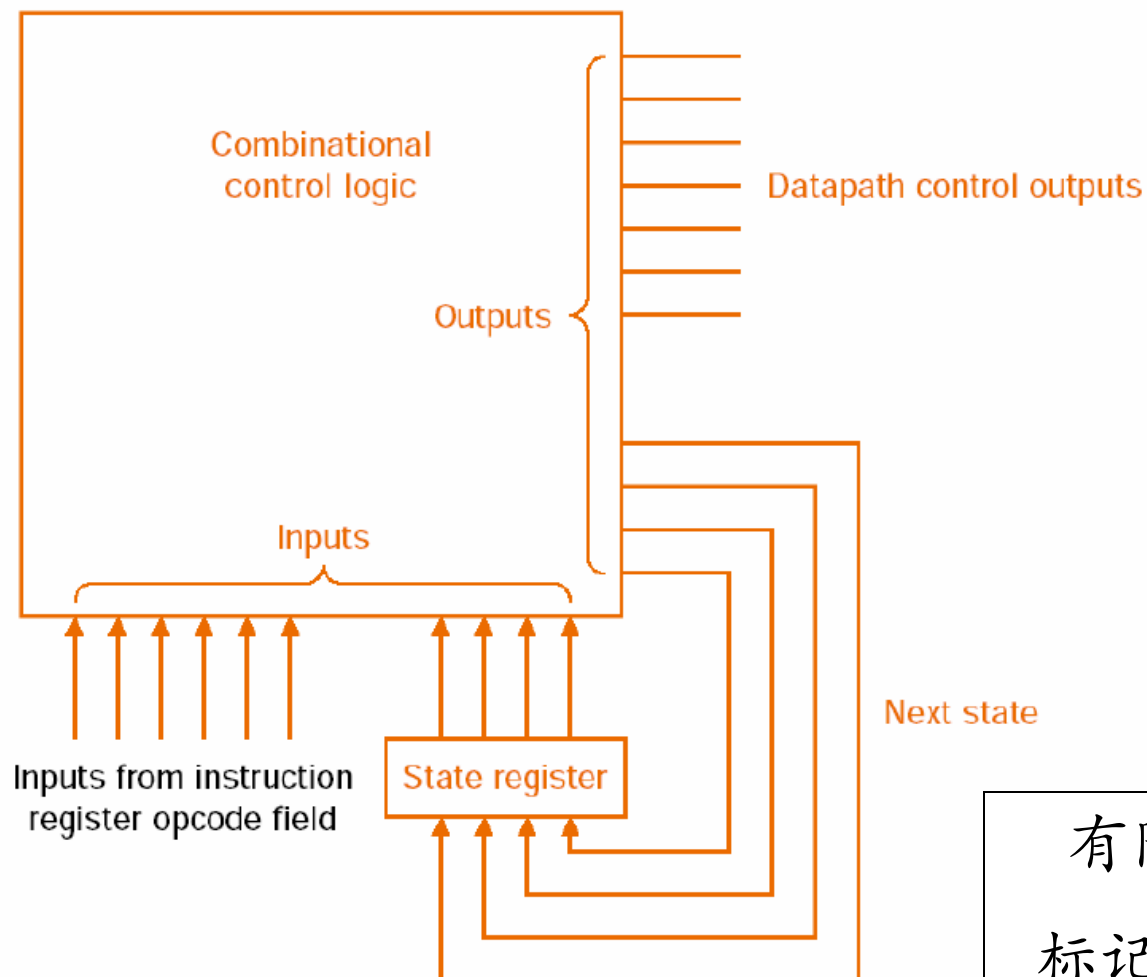 Combinational
control logic
Datapath control outputs
Outputs
Inputs
Next state
Inputs from instruction
register opcode field
State register
有
标记